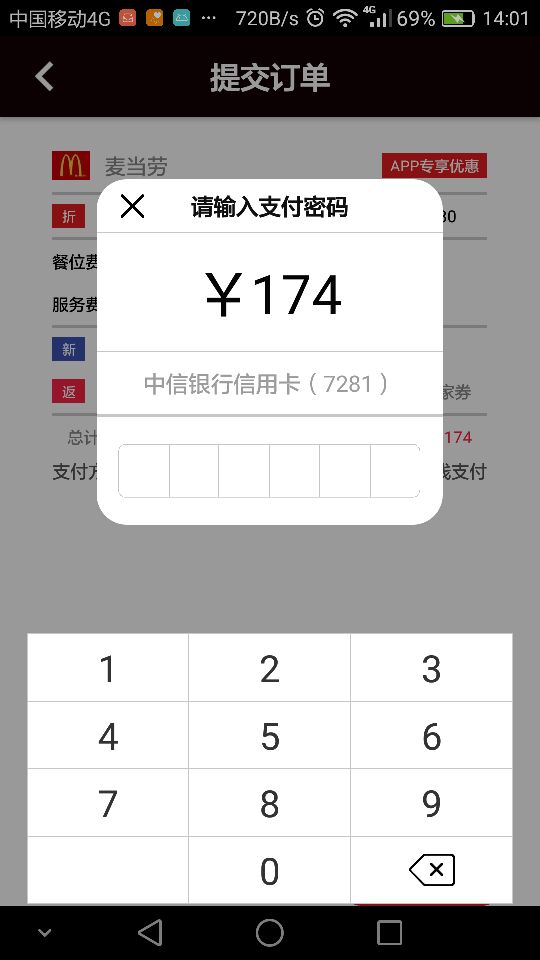 中国移动4G ··· 720B/s 4G 69% 14:01
提交订单
麦当劳 APP专享优惠
请输入支付密码
折 30
餐位费
¥174
服务费
新
中信银行信用卡（7281）
返 家券
总计 174
支付方 线支付
1 2 3
4 5 6
7 8 9
0